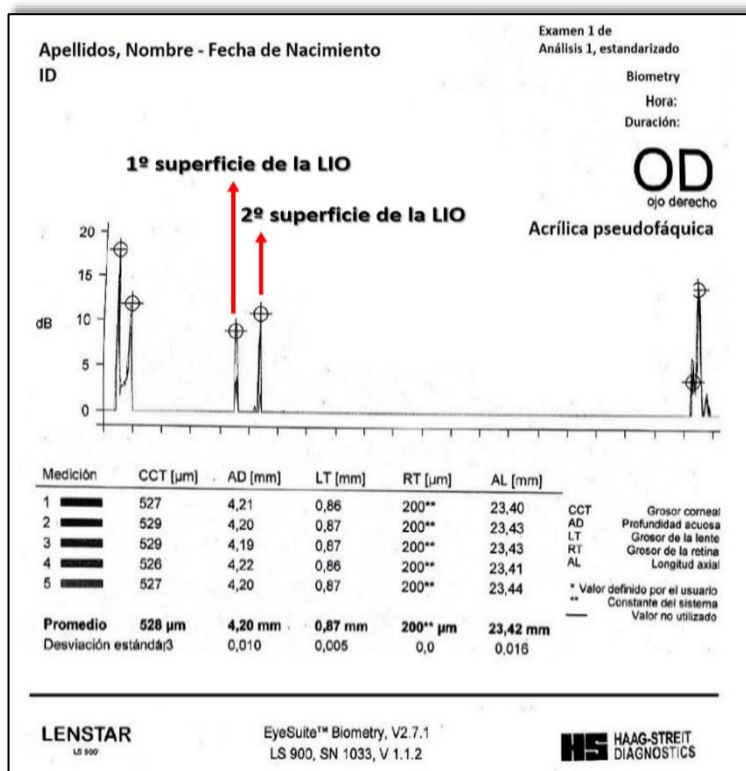 Apellidos, Nombre - Fecha de Nacimiento
ID
Examen 1 de
Análisis 1, estandarizado
Biometry
Hora:
Duración:
OD
ojo derecho
Acrílica pseudofáquica
1º superficie de la LIO
2º superficie de la LIO
20
15
dB 10
5
0
Medición CCT [µm] AD [mm] LT [mm] RT [µm] AL [mm]
1 527 4,21 0,86 200** 23,40
2 529 4,20 0,87 200** 23,43
3 529 4,19 0,87 200** 23,43
4 526 4,22 0,86 200** 23,41
5 527 4,20 0,87 200** 23,44
Promedio 528 µm 4,20 mm 0,87 mm 200** µm 23,42 mm
Desviación estándár3 0,010 0,005 0,0 0,016
CCT Grosor corneal
AD Profundidad acuosa
LT Grosor de la lente
RT Grosor de la retina
AL Longitud axial
* Valor definido por el usuario
** Constante del sistema
Valor no utilizado
LENSTAR
LS 900
EyeSuite™ Biometry, V2.7.1
LS 900, SN 1033, V 1.1.2
HS HAAG-STREIT
DIAGNOSTICS